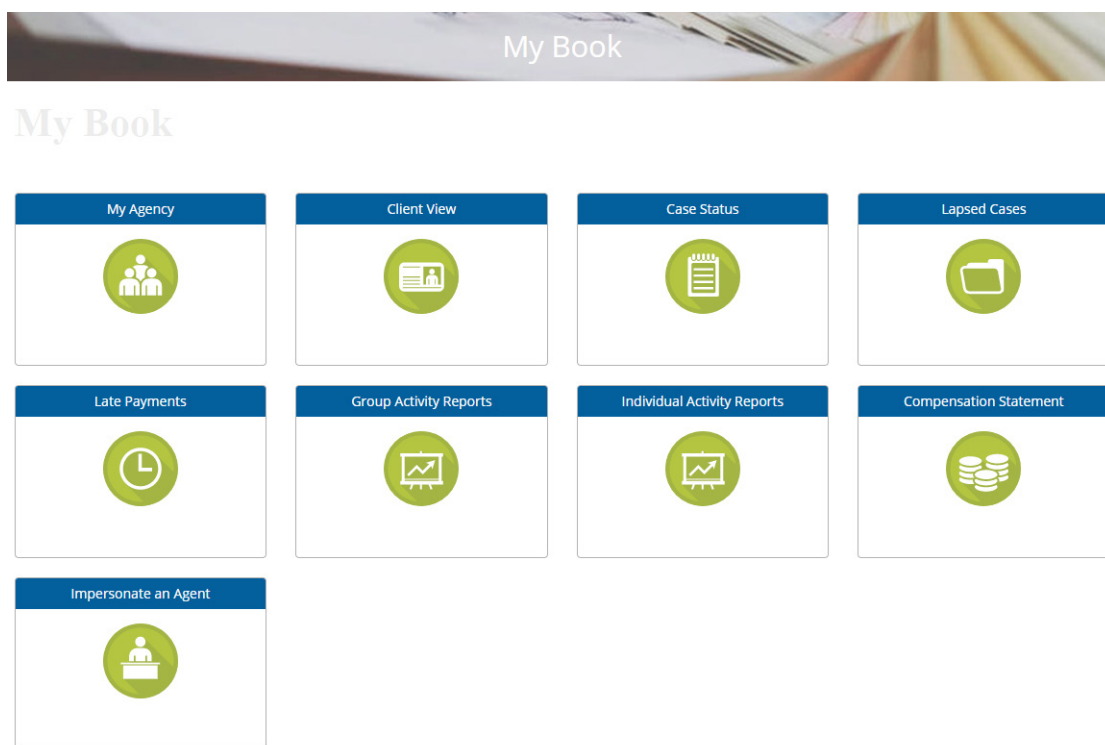 My Book
My Book
My Agency
Client View
Case Status
Lapsed Cases
Late Payments
Group Activity Reports
Individual Activity Reports
Compensation Statement
Impersonate an Agent